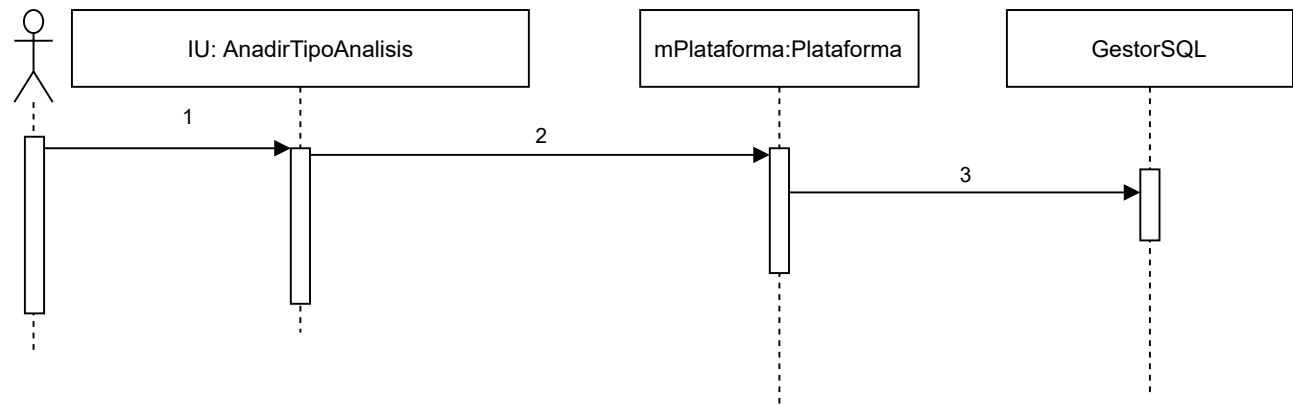 IU: AnadirTipoAnalisis
mPlataforma:Plataforma
GestorSQL
1
2
3